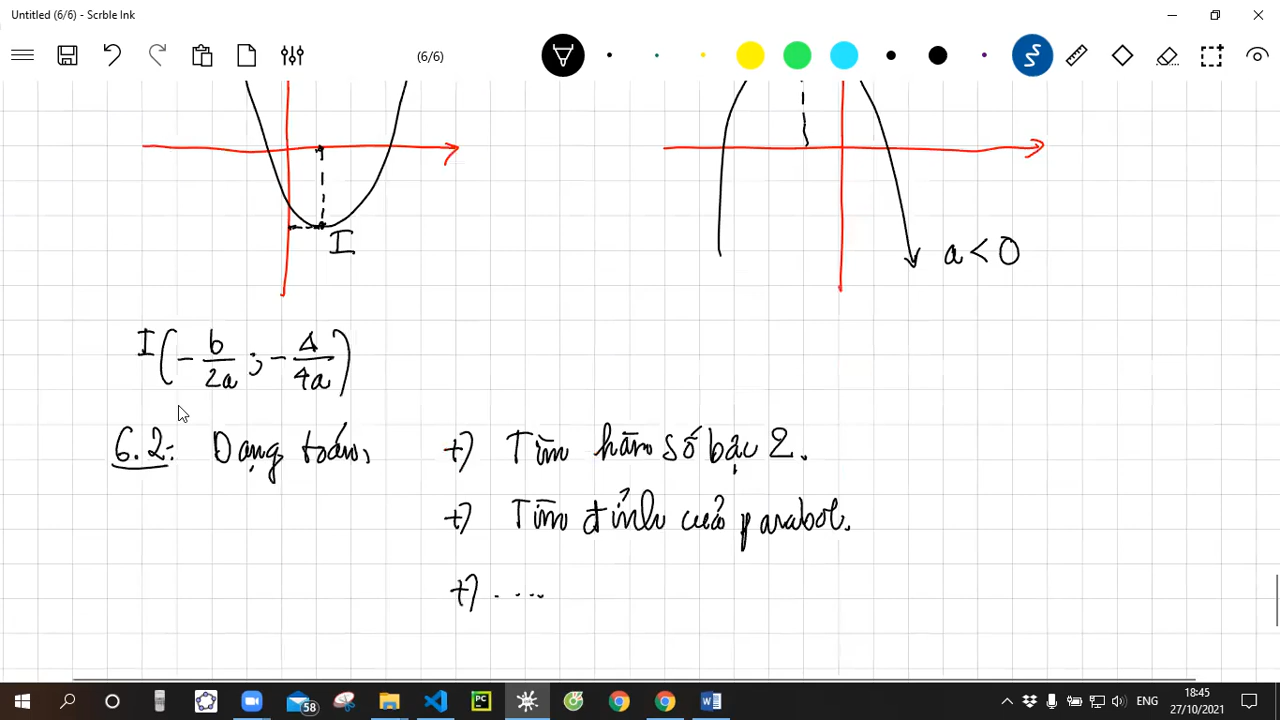 Untitled (6/6) - Scrble Ink
(6/6)
I
a < 0
I(-b/2a; -Δ/4a)
6.2: Dạng toán,
+) Tìm hàm số bậc 2.
+) Tìm đỉnh của parabol.
+) ....
58
PC
W
ENG
18:45
27/10/2021